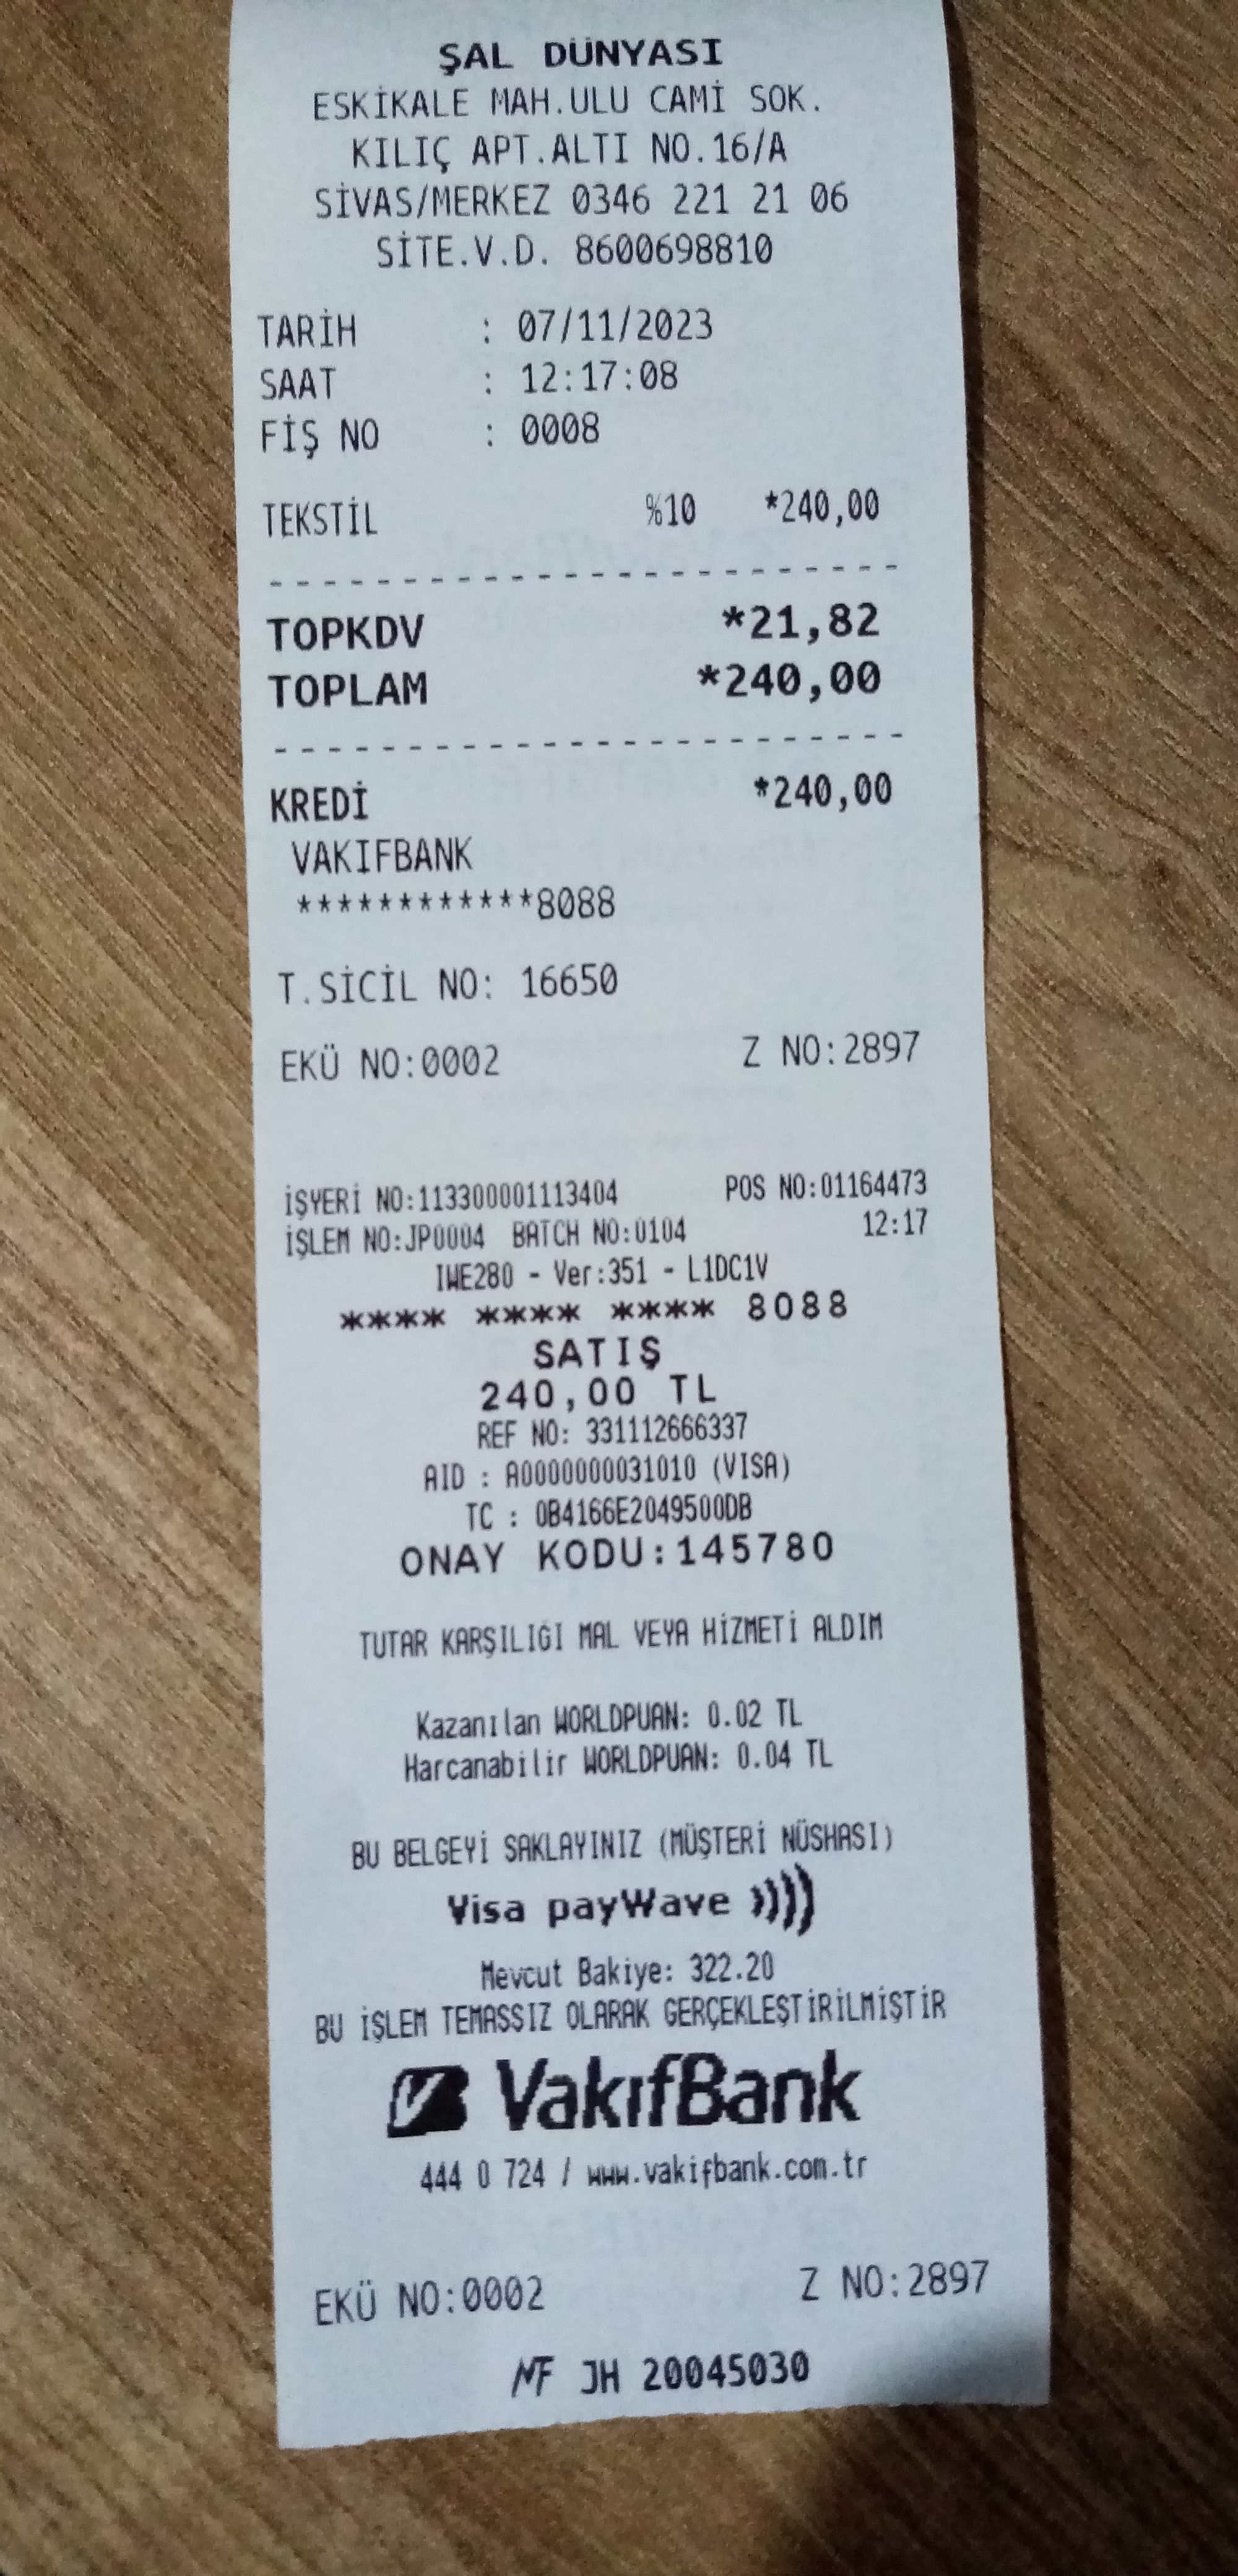 ŞAL DÜNYASI
ESKİKALE MAH.ULU CAMİ SOK.
KILIÇ APT.ALTI NO.16/A
SİVAS/MERKEZ 0346 221 21 06
SİTE.V.D. 8600698810
TARİH : 07/11/2023
SAAT : 12:17:08
FİŞ NO : 0008
TEKSTİL %10 *240,00
TOPKDV *21,82
TOPLAM *240,00
KREDİ *240,00
VAKIFBANK
************8088
T.SİCİL NO: 16650
EKÜ NO:0002 Z NO:2897
İŞYERİ NO:113300001113404 POS NO:01164473
İŞLEM NO:JP0004 BATCH NO:0104 12:17
IWE280 - Ver:351 - L1DC1V
**** **** **** 8088
SATIŞ
240,00 TL
REF NO: 331112666337
AID : A0000000031010 (VISA)
TC : 0B4166E2049500DB
ONAY KODU:145780
TUTAR KARŞILIĞI MAL VEYA HİZMETİ ALDIM
Kazanılan WORLDPUAN: 0.02 TL
Harcanabilir WORLDPUAN: 0.04 TL
BU BELGEYİ SAKLAYINIZ (MÜŞTERİ NÜSHASI)
Visa payWave
Mevcut Bakiye: 322.20
BU İŞLEM TEMASSIZ OLARAK GERÇEKLEŞTİRİLMİŞTİR
VakıfBank
444 0 724 / www.vakifbank.com.tr
EKÜ NO:0002 Z NO:2897
MF JH 20045030